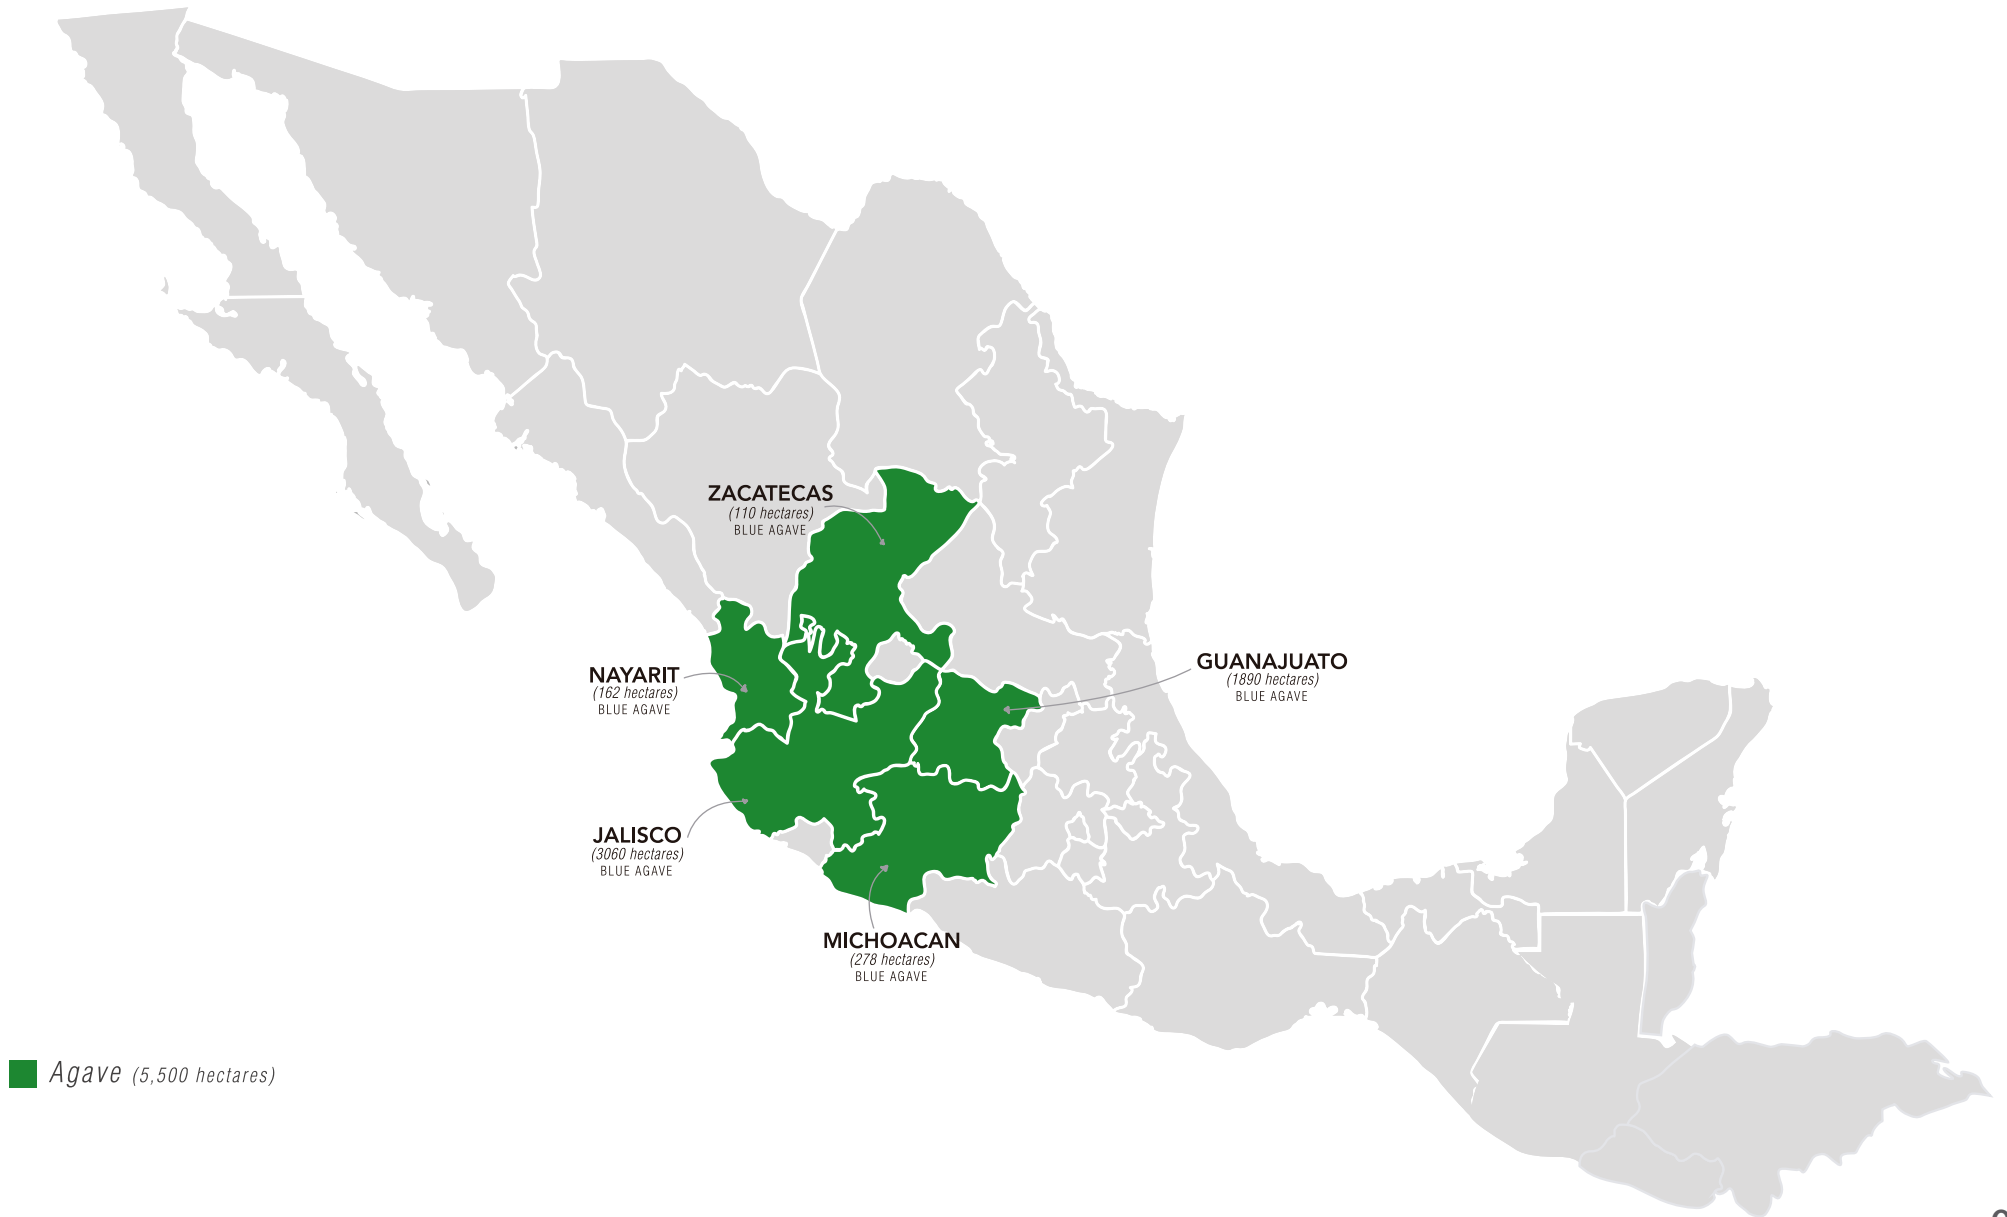 ZACATECAS
(110 hectares)
BLUE AGAVE
NAYARIT
(162 hectares)
BLUE AGAVE
GUANAJUATO
(1890 hectares)
BLUE AGAVE
JALISCO
(3060 hectares)
BLUE AGAVE
MICHOACAN
(278 hectares)
BLUE AGAVE
Agave (5,500 hectares)